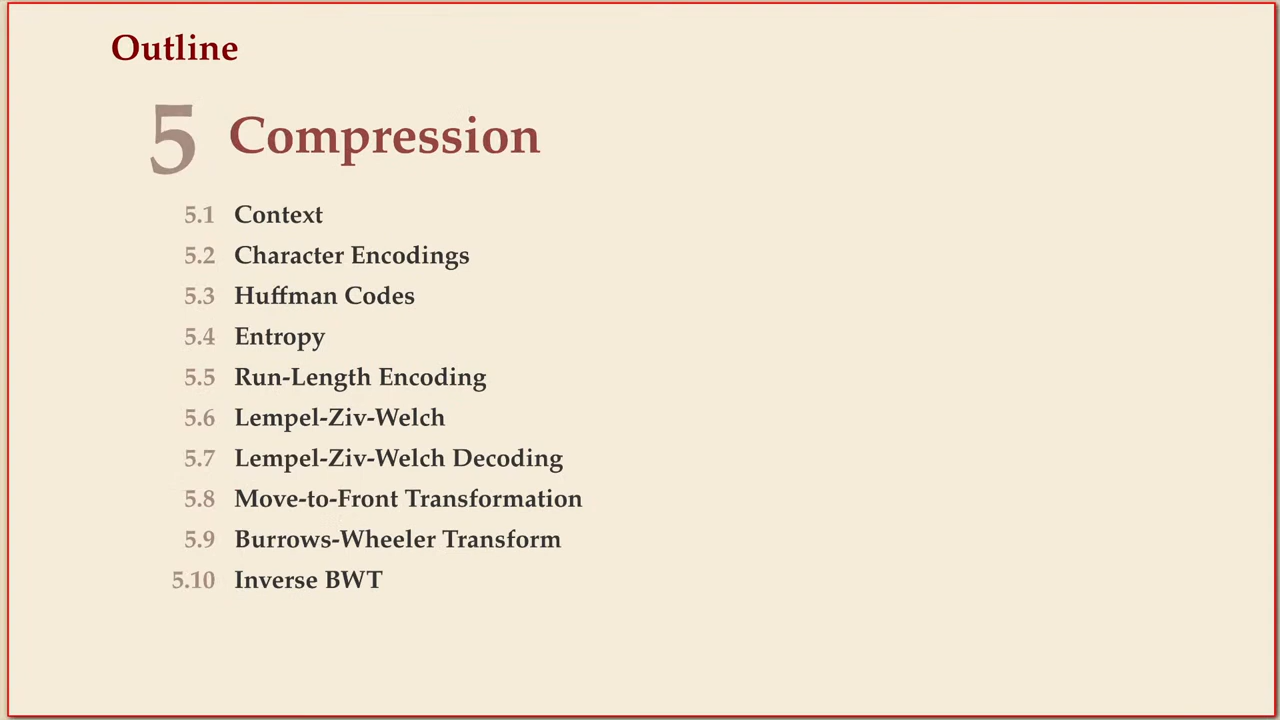 Outline
5 Compression
5.1 Context
5.2 Character Encodings
5.3 Huffman Codes
5.4 Entropy
5.5 Run-Length Encoding
5.6 Lempel-Ziv-Welch
5.7 Lempel-Ziv-Welch Decoding
5.8 Move-to-Front Transformation
5.9 Burrows-Wheeler Transform
5.10 Inverse BWT